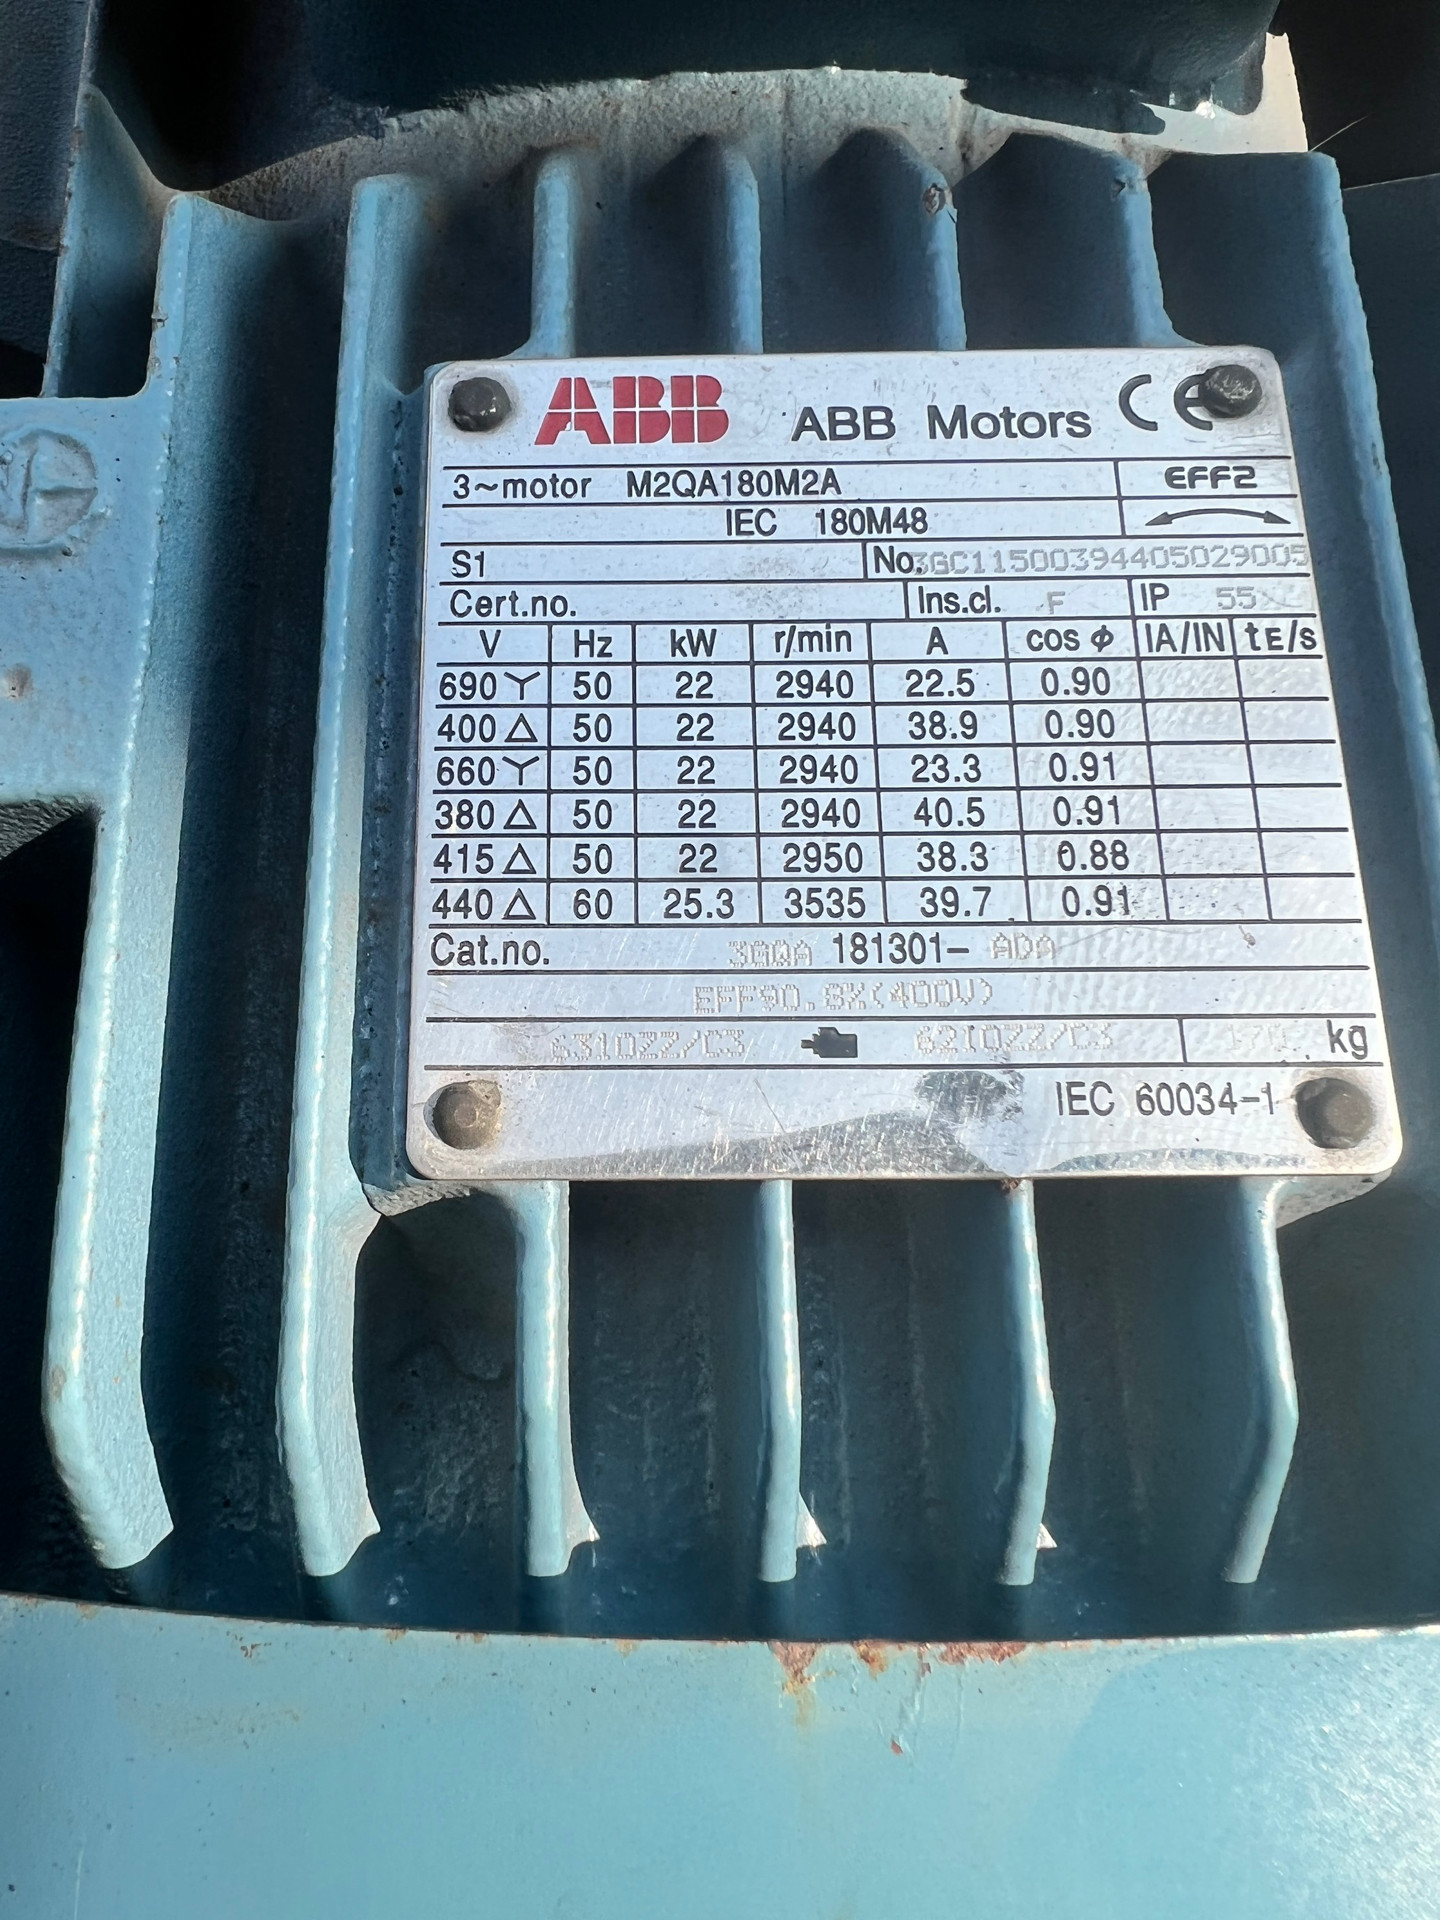 ABB ABB Motors CE
3~motor M2QA180M2A EFF2
IEC 180M48
S1 No. 3GC11500394405029005
Cert.no. Ins.cl. F IP 55
V Hz kW r/min A cos ϕ IA/IN tE/s
690 Y 50 22 2940 22.5 0.90
400 △ 50 22 2940 38.9 0.90
660 Y 50 22 2940 23.3 0.91
380 △ 50 22 2940 40.5 0.91
415 △ 50 22 2950 38.3 0.88
440 △ 60 25.3 3535 39.7 0.91
Cat.no. 3GQA 181301- ADA
EFF90.8%(400V)
6310ZZ/C3 6210ZZ/C3 kg
IEC 60034-1